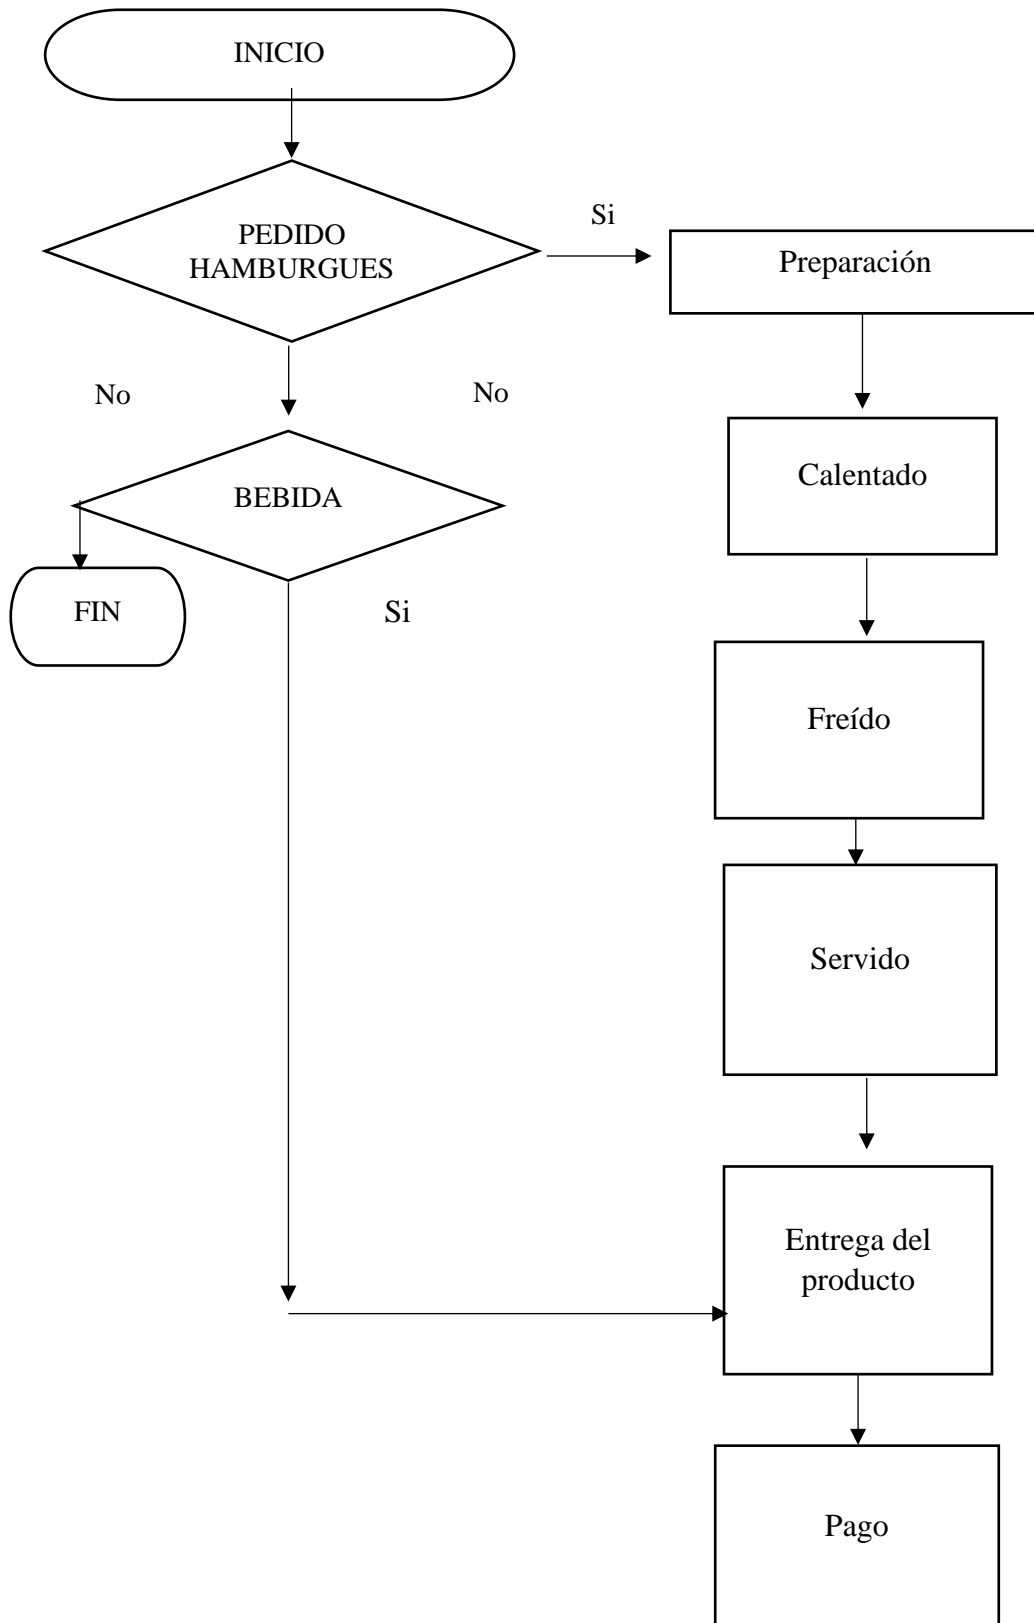 INICIO
PEDIDO
HAMBURGUES
Si
Preparación
No
No
Calentado
BEBIDA
FIN
Si
Freído
Servido
Entrega del
producto
Pago